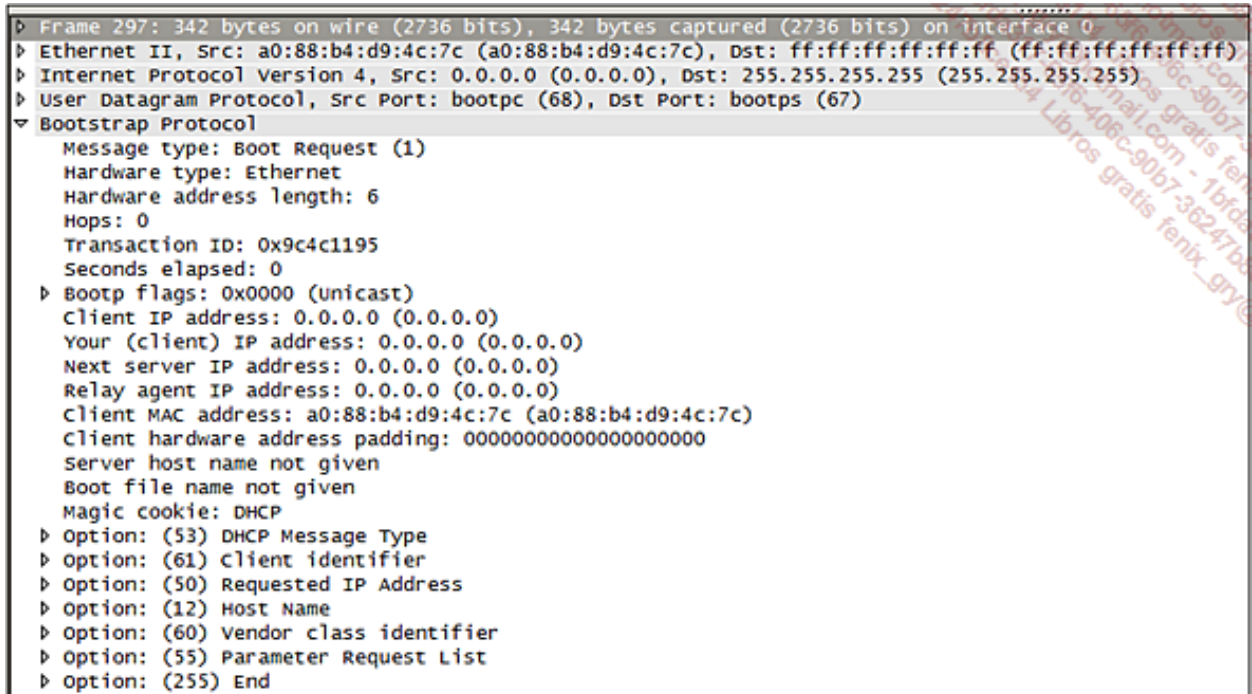 Frame 297: 342 bytes on wire (2736 bits), 342 bytes captured (2736 bits) on interface 0
Ethernet II, Src: a0:88:b4:d9:4c:7c (a0:88:b4:d9:4c:7c), Dst: ff:ff:ff:ff:ff:ff (ff:ff:ff:ff:ff:ff)
Internet Protocol Version 4, Src: 0.0.0.0 (0.0.0.0), Dst: 255.255.255.255 (255.255.255.255)
User Datagram Protocol, Src Port: bootpc (68), Dst Port: bootps (67)
Bootstrap Protocol
Message type: Boot Request (1)
Hardware type: Ethernet
Hardware address length: 6
Hops: 0
Transaction ID: 0x9c4c1195
Seconds elapsed: 0
Bootp flags: 0x0000 (Unicast)
Client IP address: 0.0.0.0 (0.0.0.0)
Your (client) IP address: 0.0.0.0 (0.0.0.0)
Next server IP address: 0.0.0.0 (0.0.0.0)
Relay agent IP address: 0.0.0.0 (0.0.0.0)
Client MAC address: a0:88:b4:d9:4c:7c (a0:88:b4:d9:4c:7c)
Client hardware address padding: 00000000000000000000
Server host name not given
Boot file name not given
Magic cookie: DHCP
Option: (53) DHCP Message Type
Option: (61) Client identifier
Option: (50) Requested IP Address
Option: (12) Host Name
Option: (60) Vendor class identifier
Option: (55) Parameter Request List
Option: (255) End
Libros gratis